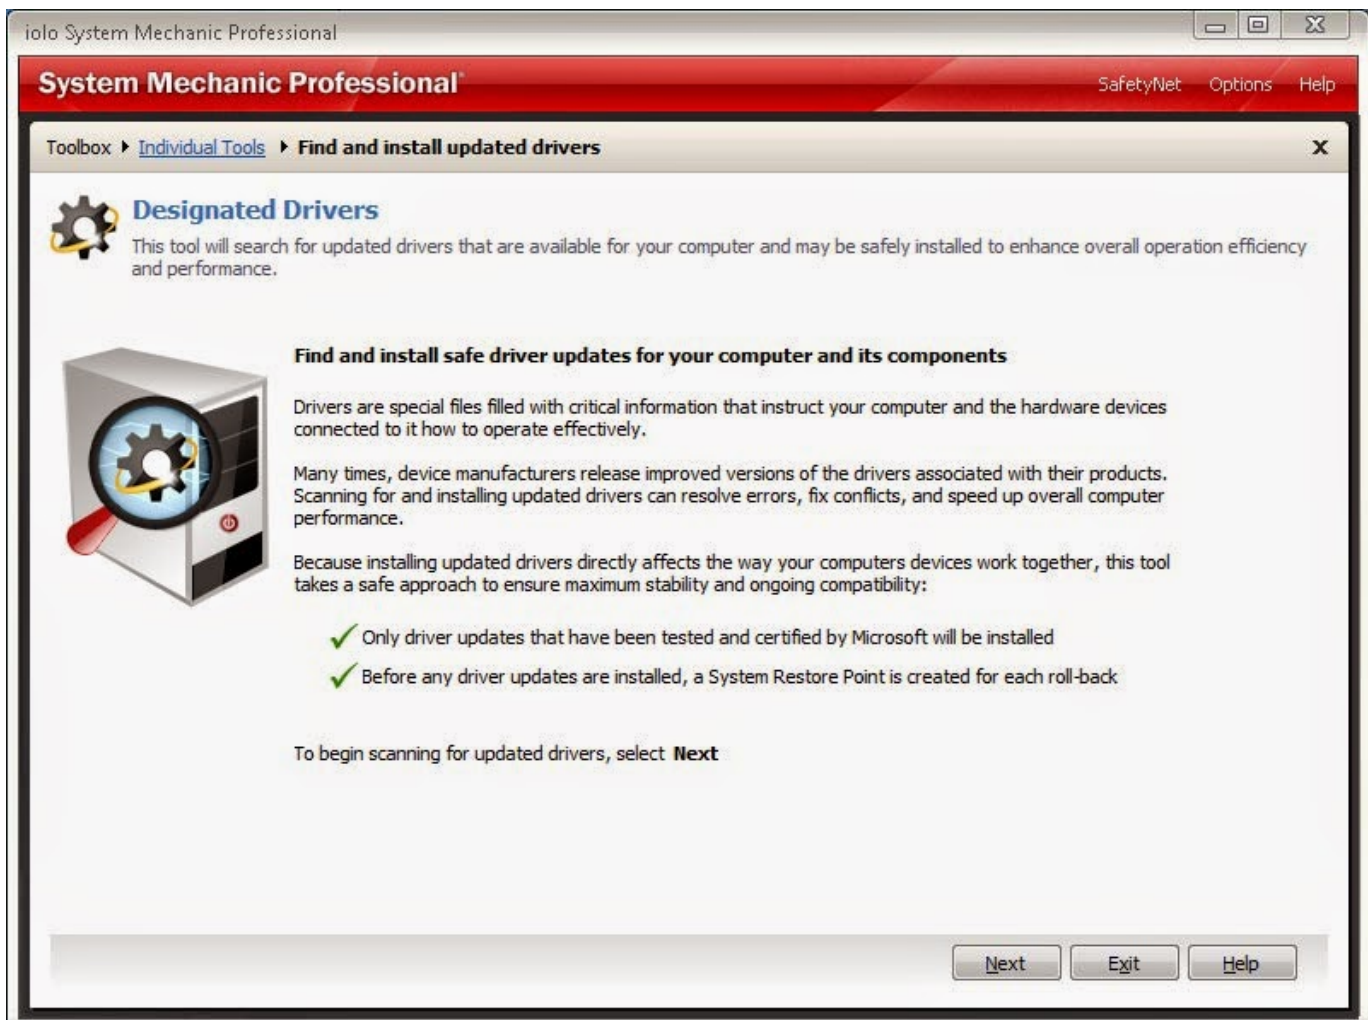 iolo System Mechanic Professional
System Mechanic Professional
SafetyNet Options Help
Toolbox Individual Tools Find and install updated drivers X
Designated Drivers
This tool will search for updated drivers that are available for your computer and may be safely installed to enhance overall operation efficiency
and performance.
Find and install safe driver updates for your computer and its components
Drivers are special files filled with critical information that instruct your computer and the hardware devices
connected to it how to operate effectively.
Many times, device manufacturers release improved versions of the drivers associated with their products.
Scanning for and installing updated drivers can resolve errors, fix conflicts, and speed up overall computer
performance.
Because installing updated drivers directly affects the way your computers devices work together, this tool
takes a safe approach to ensure maximum stability and ongoing compatibility:
Only driver updates that have been tested and certified by Microsoft will be installed
Before any driver updates are installed, a System Restore Point is created for each roll-back
To begin scanning for updated drivers, select Next
Next Exit Help